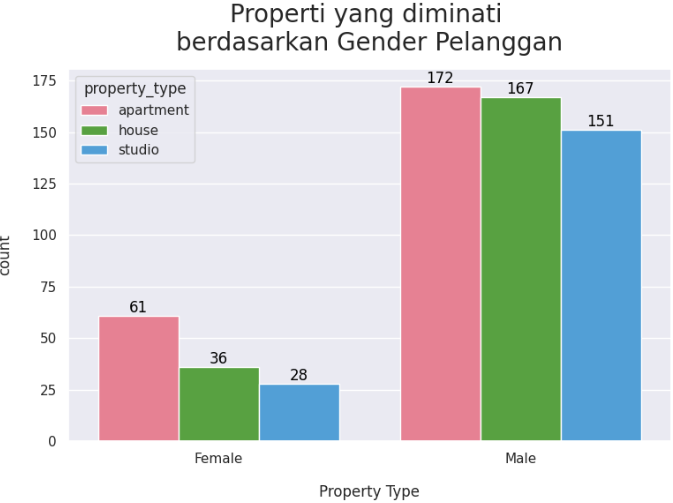 Properti yang diminati
berdasarkan Gender Pelanggan
property_type
apartment
house
studio
count
175
150
125
100
75
50
25
0
61
36
28
172
167
151
Female
Male
Property Type